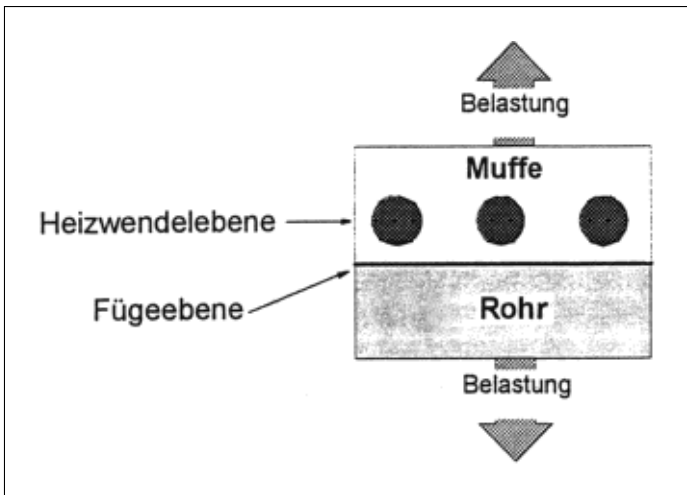 Belastung
Muffe
Heizwendelebene
Fügeebene
Rohr
Belastung